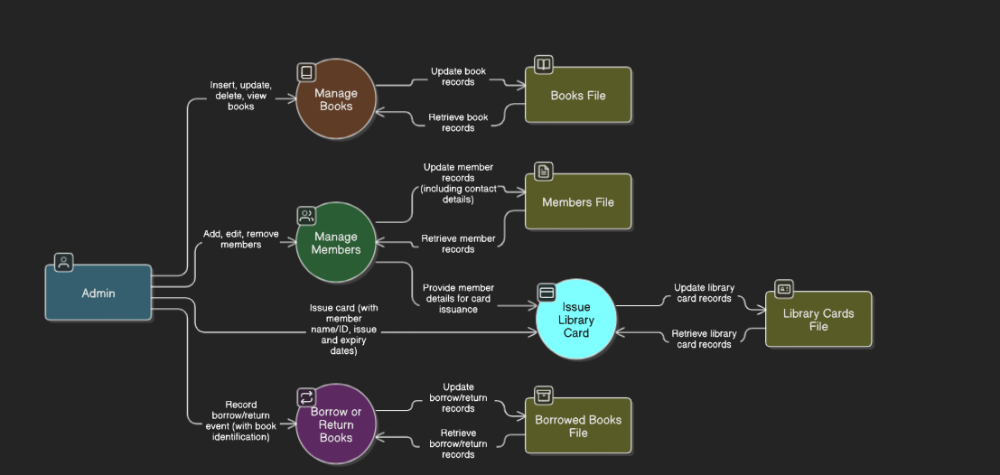 Insert, update,
delete, view
books
Manage
Books
Update book
records
Retrieve book
records
Books File
Add, edit, remove
members
Manage
Members
Update member
records
(including contact
details)
Retrieve member
records
Members File
Admin
Provide member
details for card
issuance
Issue card (with
member
name/ID, issue
and expiry
dates)
Issue
Library
Card
Update library
card records
Retrieve library
card records
Library Cards
File
Record
borrow/return
event (with book
identification)
Borrow or
Return
Books
Update
borrow/return
records
Retrieve
borrow/return
records
Borrowed Books
File